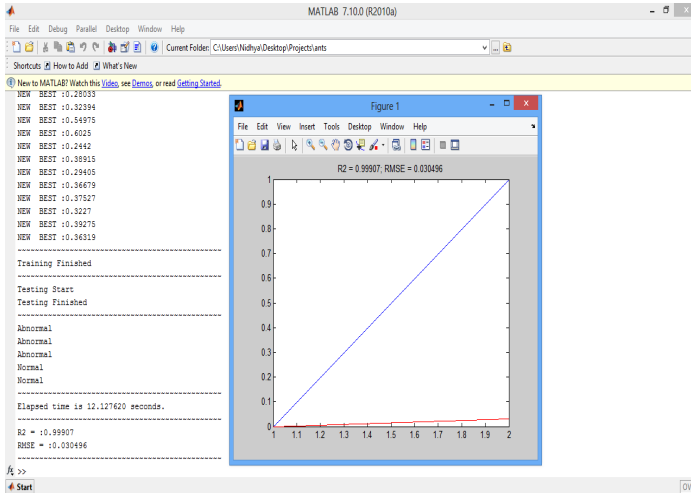 MATLAB 7.10.0 (R2010a)
File Edit Debug Parallel Desktop Window Help
Current Folder: C:\Users\Nidhya\Desktop\Projects\ants
Shortcuts How to Add What's New
New to MATLAB? Watch this Video, see Demos, or read Getting Started.
NEW BEST :0.28033
NEW BEST :0.32394
NEW BEST :0.54975
NEW BEST :0.6025
NEW BEST :0.2442
NEW BEST :0.38915
NEW BEST :0.29405
NEW BEST :0.36679
NEW BEST :0.37527
NEW BEST :0.3227
NEW BEST :0.39275
NEW BEST :0.36319
~~~~~~~~~~~~~~~~~~~~~~~~~~~~~~~~~~~~~~~~~~~~~~~~
Training Finished
~~~~~~~~~~~~~~~~~~~~~~~~~~~~~~~~~~~~~~~~~~~~~~~~
Testing Start
Testing Finished
~~~~~~~~~~~~~~~~~~~~~~~~~~~~~~~~~~~~~~~~~~~~~~~~
Abnormal
Abnormal
Abnormal
Normal
Normal
~~~~~~~~~~~~~~~~~~~~~~~~~~~~~~~~~~~~~~~~~~~~~~~~
Elapsed time is 12.127620 seconds.
~~~~~~~~~~~~~~~~~~~~~~~~~~~~~~~~~~~~~~~~~~~~~~~~
R2 = :0.99907
RMSE = :0.030496
~~~~~~~~~~~~~~~~~~~~~~~~~~~~~~~~~~~~~~~~~~~~~~~~
fx >>
Figure 1
File Edit View Insert Tools Desktop Window Help
R2 = 0.99907; RMSE = 0.030496
1
0.9
0.8
0.7
0.6
0.5
0.4
0.3
0.2
0.1
0
1 1.1 1.2 1.3 1.4 1.5 1.6 1.7 1.8 1.9 2
Start